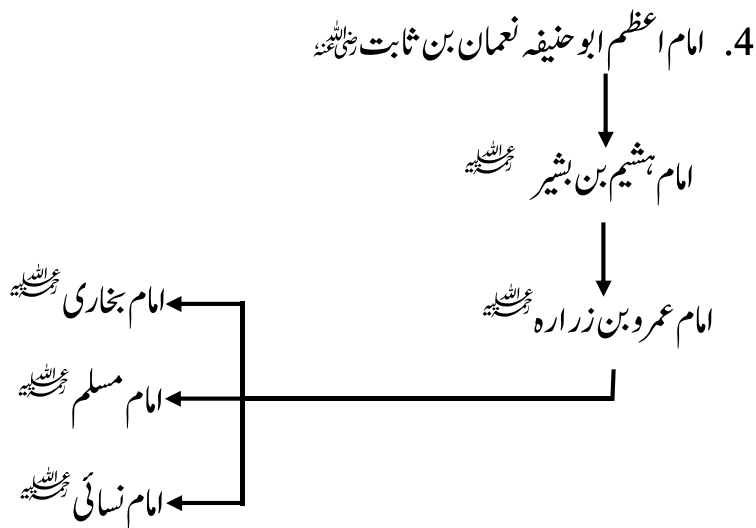 4. امام اعظم ابو حنیفہ نعمان بن ثابت رضی اللہ عنہ
امام ہشیم بن بشیر رحمۃ اللہ علیہ
امام عمرو بن زرارہ رحمۃ اللہ علیہ
امام بخاری رحمۃ اللہ علیہ
امام مسلم رحمۃ اللہ علیہ
امام نسائی رحمۃ اللہ علیہ